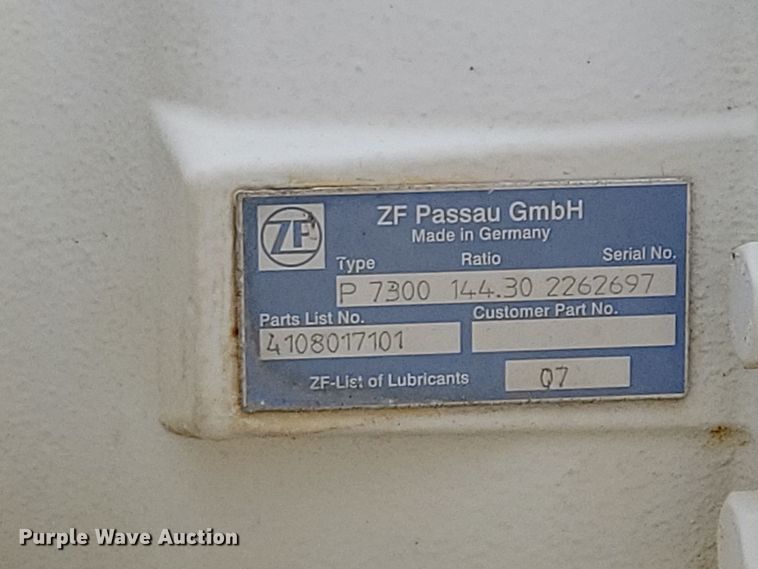 ZF
ZF Passau GmbH
Made in Germany
Type Ratio Serial No.
P 7300 144.30 2262697
Parts List No. Customer Part No.
4108017101
ZF-List of Lubricants 07
Purple Wave Auction